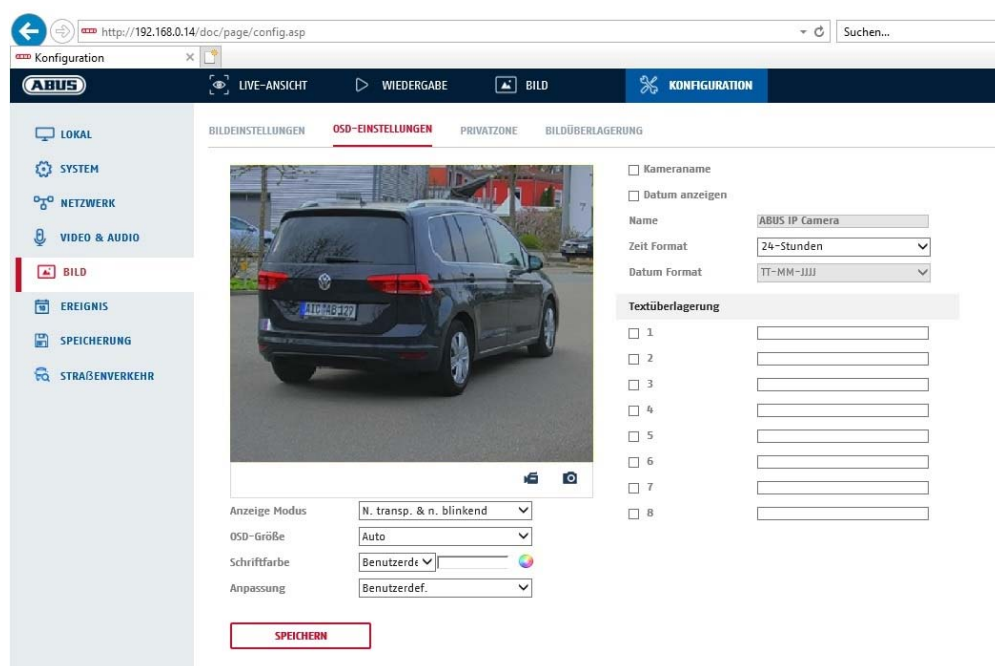 http://192.168.0.14/doc/page/config.asp
Suchen...
Konfiguration
ABUS
LIVE-ANSICHT
WIEDERGABE
BILD
KONFIGURATION
LOKAL
SYSTEM
NETZWERK
VIDEO & AUDIO
BILD
EREIGNIS
SPEICHERUNG
STRAßENVERKEHR
BILDEINSTELLUNGEN
OSD-EINSTELLUNGEN
PRIVATZONE
BILDÜBERLAGERUNG
AIC AB127
Anzeige Modus N. transp. & n. blinkend
OSD-Größe Auto
Schriftfarbe Benutzerde
Anpassung Benutzerdef.
SPEICHERN
Kameraname
Datum anzeigen
Name ABUS IP Camera
Zeit Format 24-Stunden
Datum Format TT-MM-JJJJ
Textüberlagerung
1
2
3
4
5
6
7
8